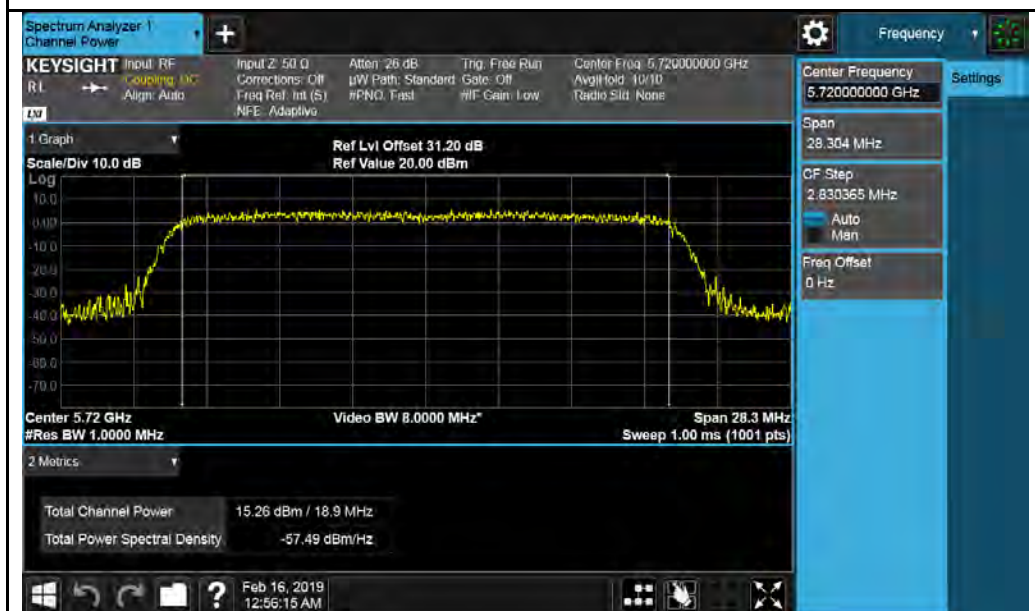 Spectrum Analyzer 1
Channel Power
+
Frequency
KEYSIGHT
Input: RF
Coupling: DC
Align: Auto
RL
LXI
Input Z: 50 Ω
Corrections: Off
Freq Ref: Int (S)
NFE: Adaptive
Atten: 26 dB
µW Path: Standard
#PNO: Fast
Trig: Free Run
Gate: Off
#IF Gain: Low
Center Freq: 5.720000000 GHz
Avg|Hold: 10/10
Radio Std: None
Center Frequency
5.720000000 GHz
Settings
Span
28.304 MHz
CF Step
2.830365 MHz
Auto
Man
Freq Offset
0 Hz
1 Graph
Scale/Div 10.0 dB
Ref Lvl Offset 31.20 dB
Ref Value 20.00 dBm
Log
10.0
0.00
-10.0
-20.0
-30.0
-40.0
-50.0
-60.0
-70.0
Center 5.72 GHz
Video BW 8.0000 MHz*
Span 28.3 MHz
#Res BW 1.0000 MHz
Sweep 1.00 ms (1001 pts)
2 Metrics
Total Channel Power
15.26 dBm / 18.9 MHz
Total Power Spectral Density
-57.49 dBm/Hz
?
Feb 16, 2019
12:56:15 AM